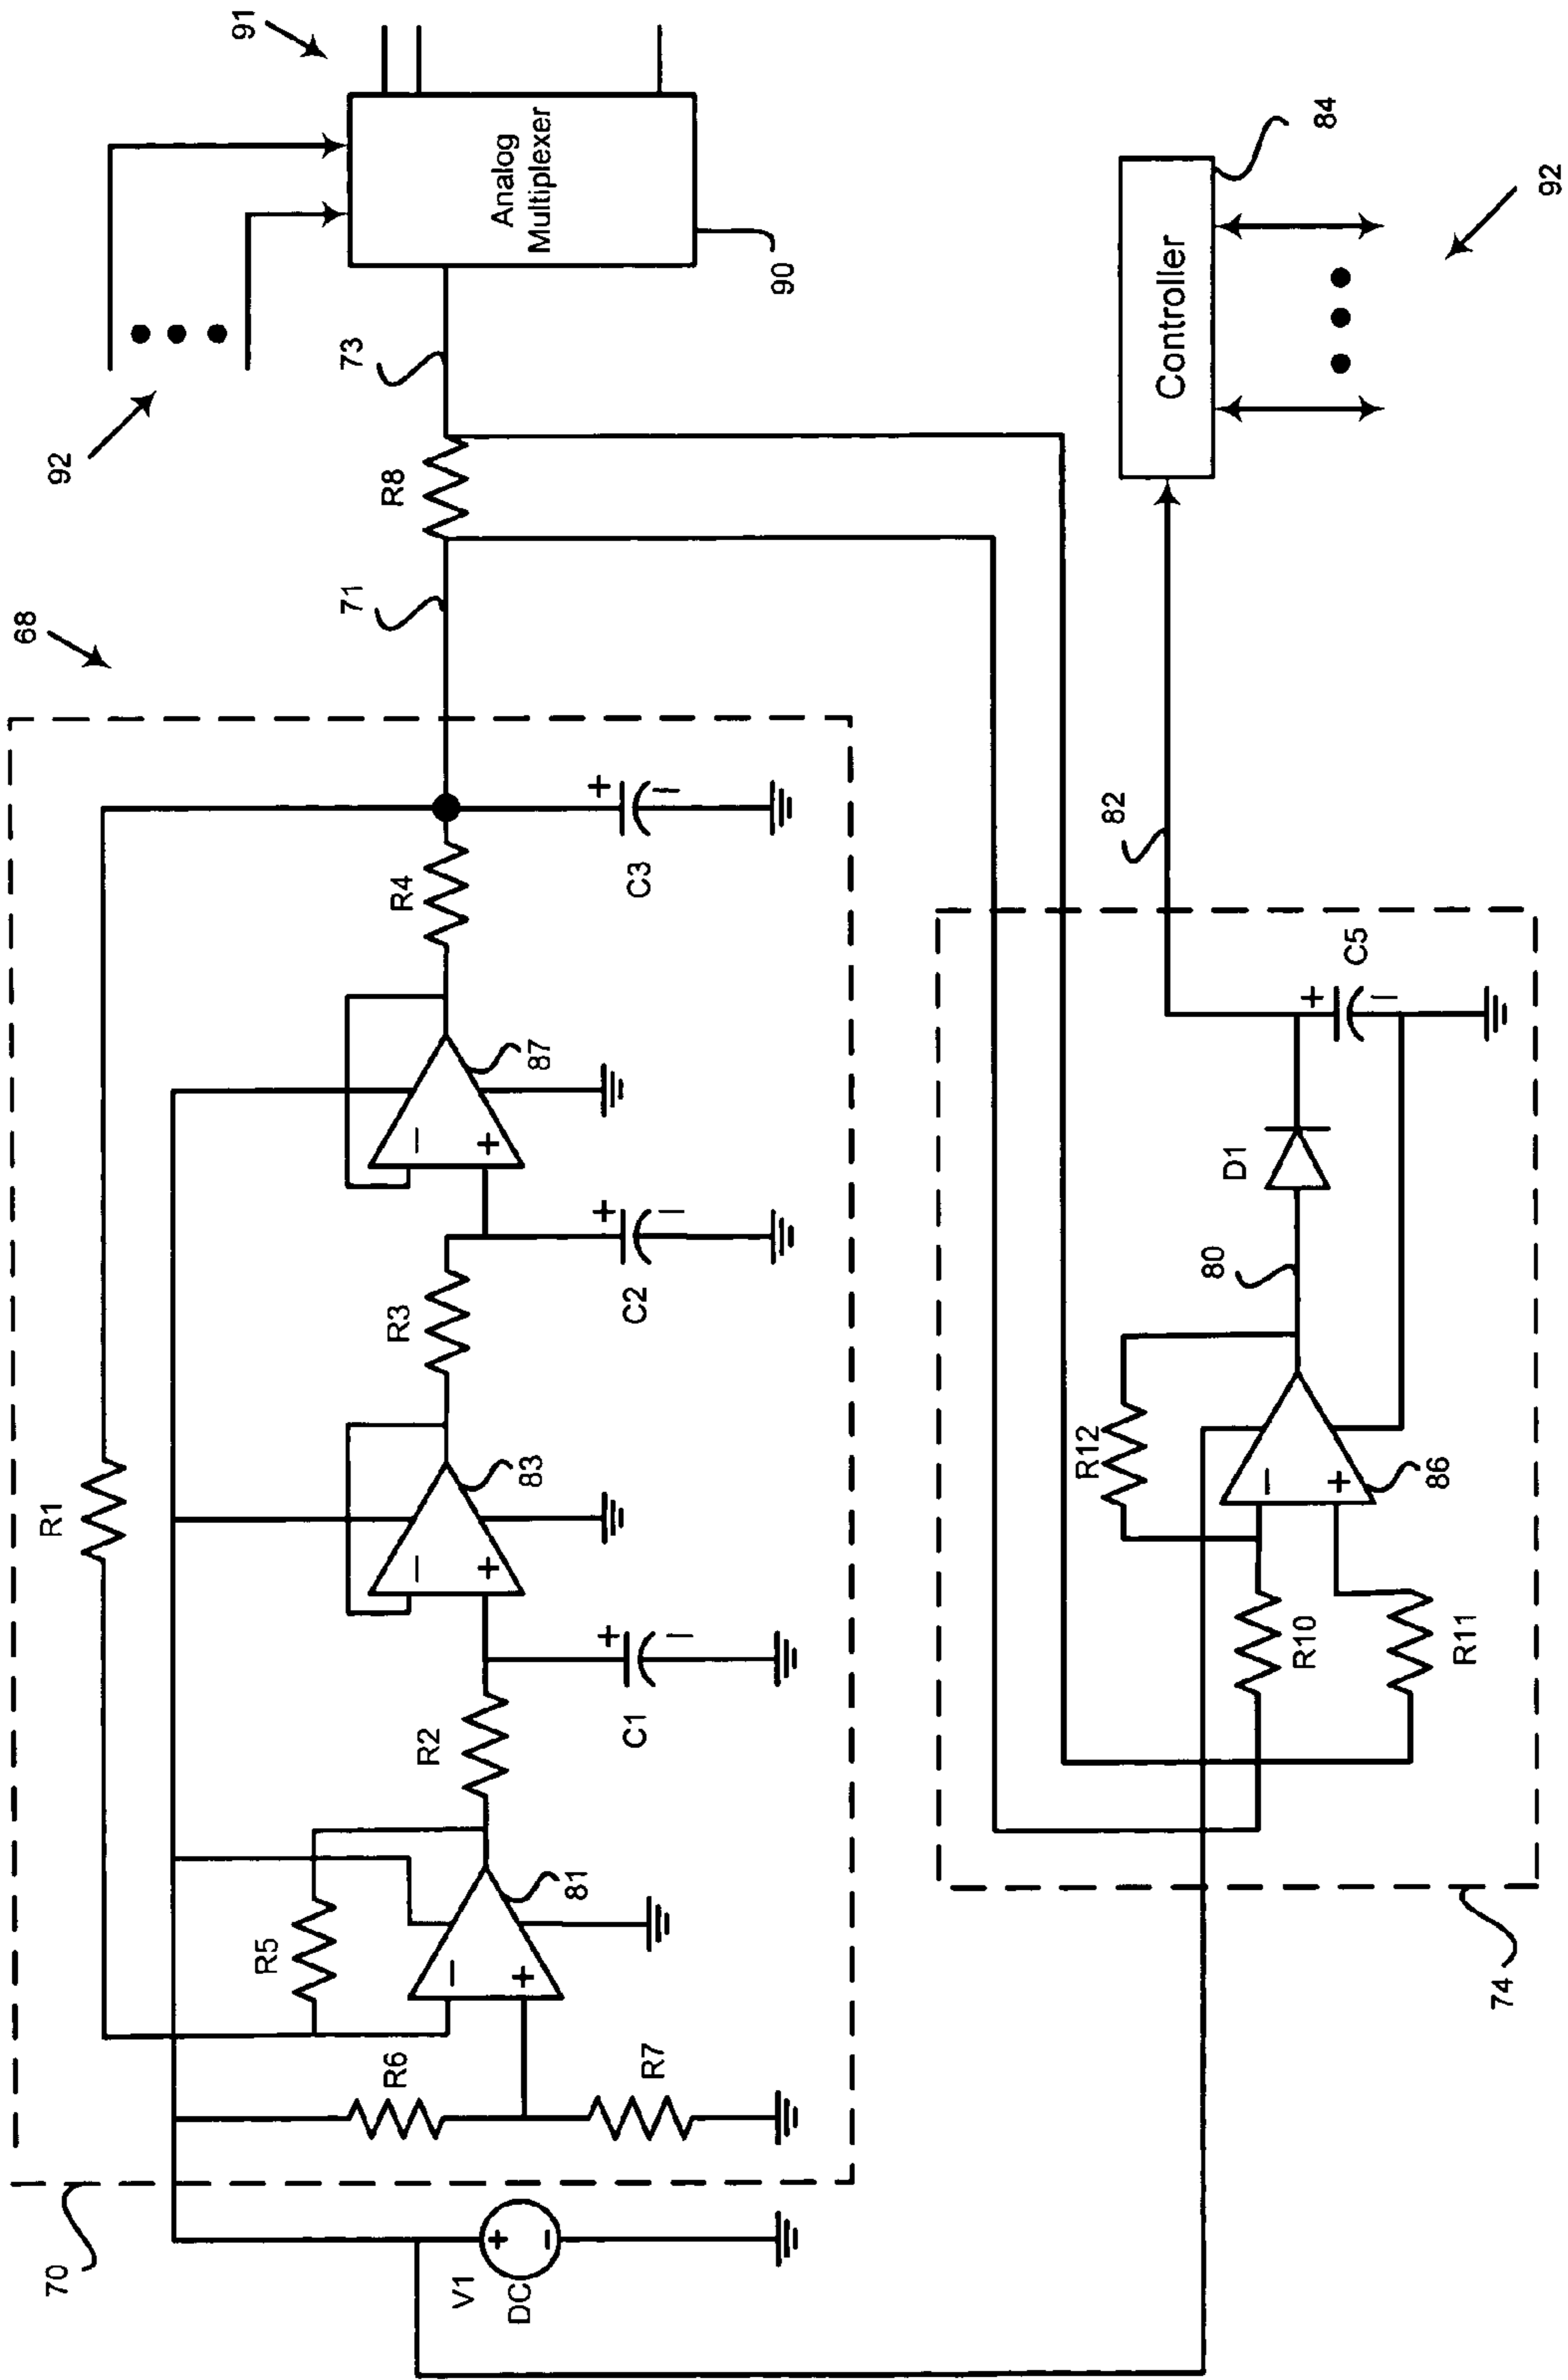 68
92
91
R1
Analog
Multiplexer
73
71
R8
R4
R3
R2
R5
R6
R7
87
83
81
+
−
C3
+
−
C2
+
−
C1
−
+
−
+
−
+
90
70
V1
DC
+
−
82
84
Controller
92
D1
80
+
−
C5
R12
−
+
86
R10
R11
74